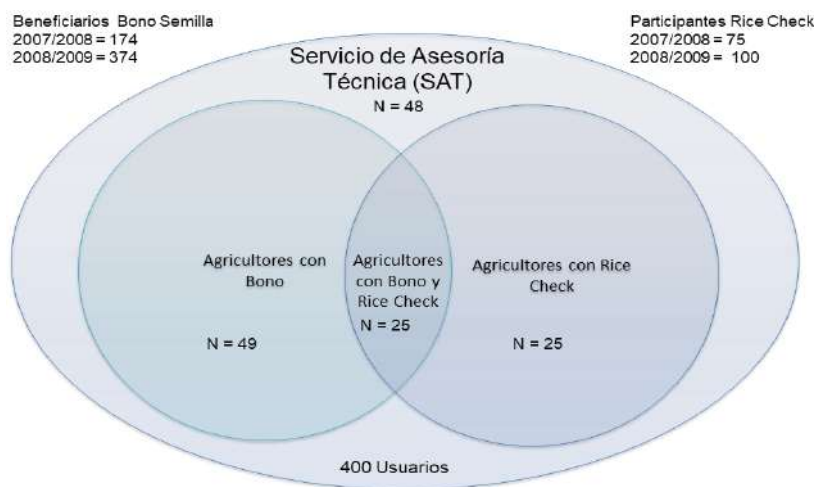 Beneficiarios Bono Semilla
2007/2008 = 174
2008/2009 = 374
Participantes Rice Check
2007/2008 = 75
2008/2009 = 100
Servicio de Asesoría
Técnica (SAT)
N = 48
Agricultores con
Bono
N = 49
Agricultores
con Bono y
Rice Check
N = 25
Agricultores con Rice
Check
N = 25
400 Usuarios